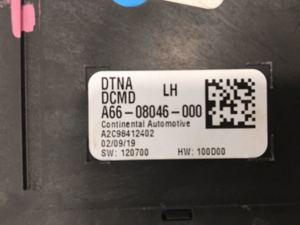 DTNA LH
DCMD
A66-08046-000
Continental Automotive
A2C98412402
02/09/19
SW: 120700 HW: 100D00